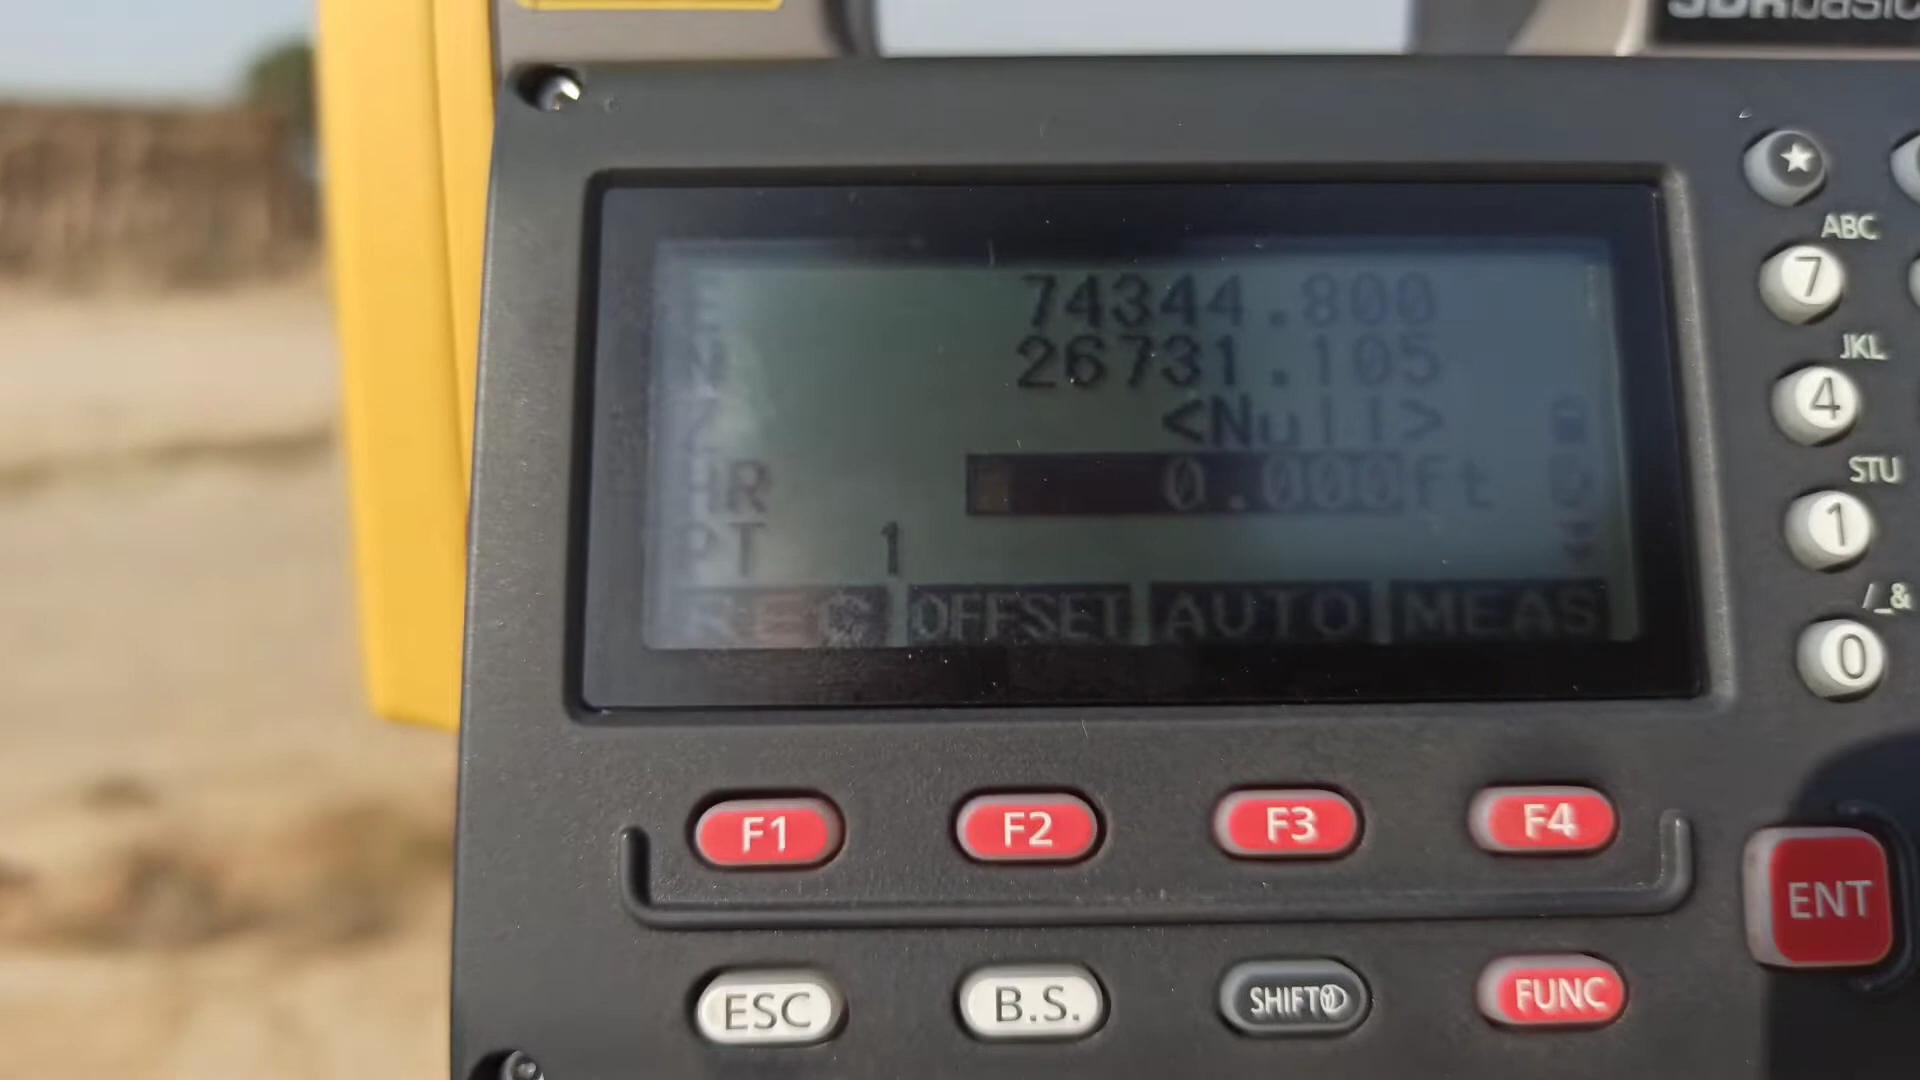 SDRbasic
E 74344.800
N 26731.105
Z <Null>
HR 0.000ft
PT 1
REC OFFSET AUTO MEAS
ABC
7
JKL
4
STU
1
/_&
0
F1 F2 F3 F4
ENT
ESC B.S. SHIFT FUNC